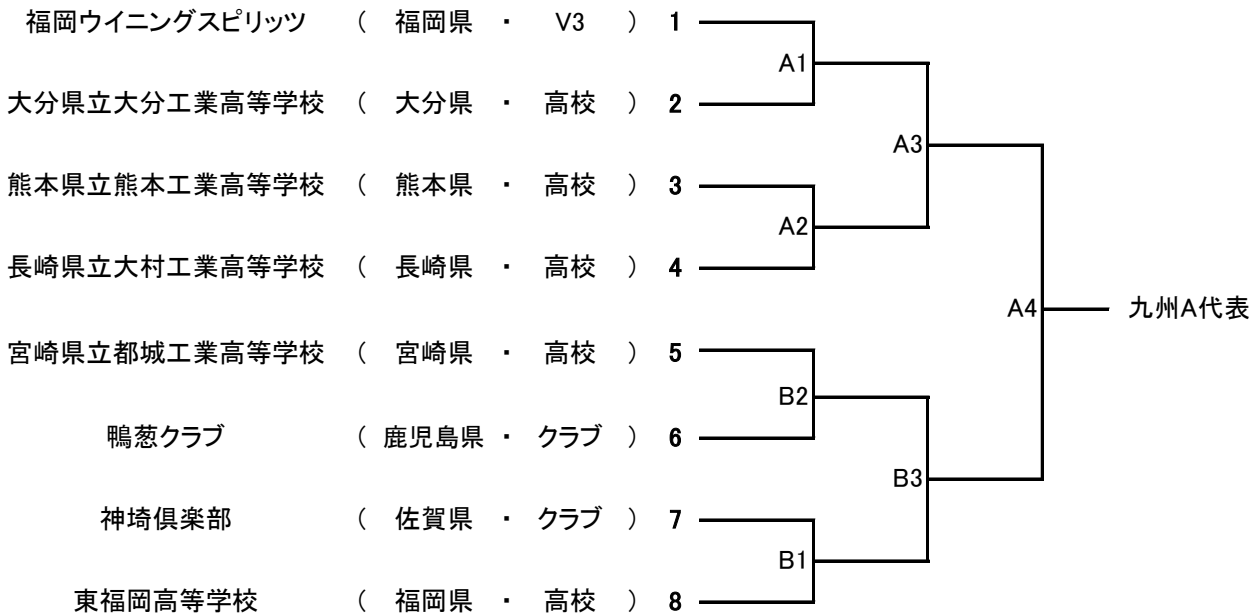 福岡ウイニングスピリッツ ( 福岡県 ・ V3 ) 1
A1
大分県立大分工業高等学校 ( 大分県 ・ 高校 ) 2
A3
熊本県立熊本工業高等学校 ( 熊本県 ・ 高校 ) 3
A2
長崎県立大村工業高等学校 ( 長崎県 ・ 高校 ) 4
A4 九州A代表
宮崎県立都城工業高等学校 ( 宮崎県 ・ 高校 ) 5
B2
鴨葱クラブ ( 鹿児島県 ・ クラブ ) 6
B3
神埼倶楽部 ( 佐賀県 ・ クラブ ) 7
B1
東福岡高等学校 ( 福岡県 ・ 高校 ) 8